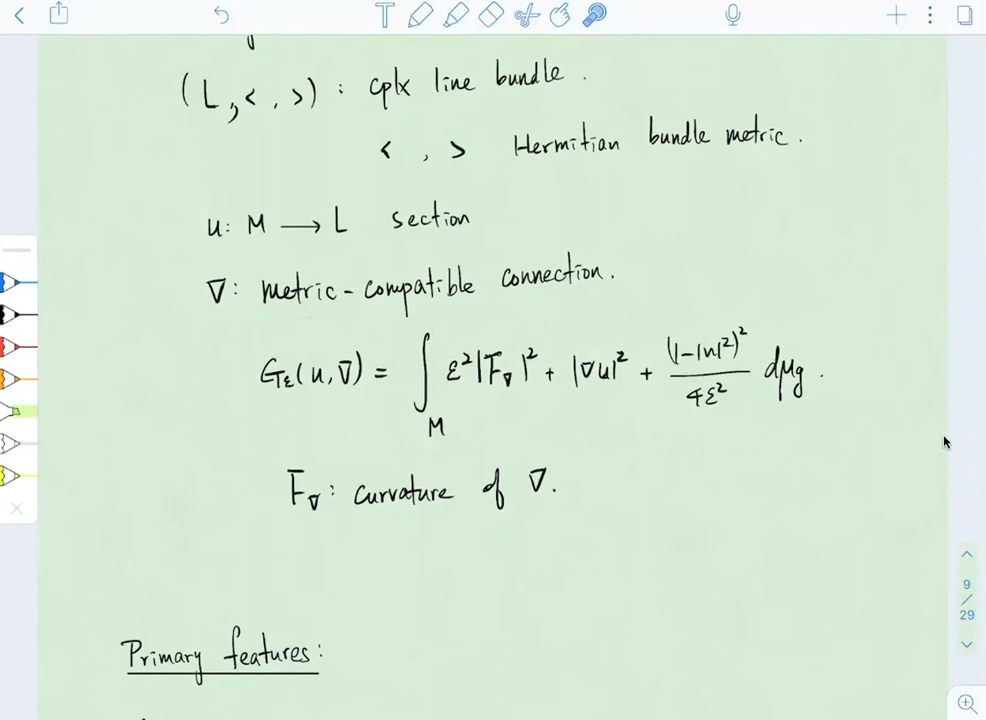 (L, < , >) : cplx line bundle .
< , > Hermitian bundle metric .
u: M ⟶ L section
∇: metric-compatible connection .
G_ε(u, ∇) = ∫_M ε²|F_∇|² + |∇u|² + (1-|u|²)²/4ε² dμ_g .
F_∇ : curvature of ∇.
Primary features:
9
/
29